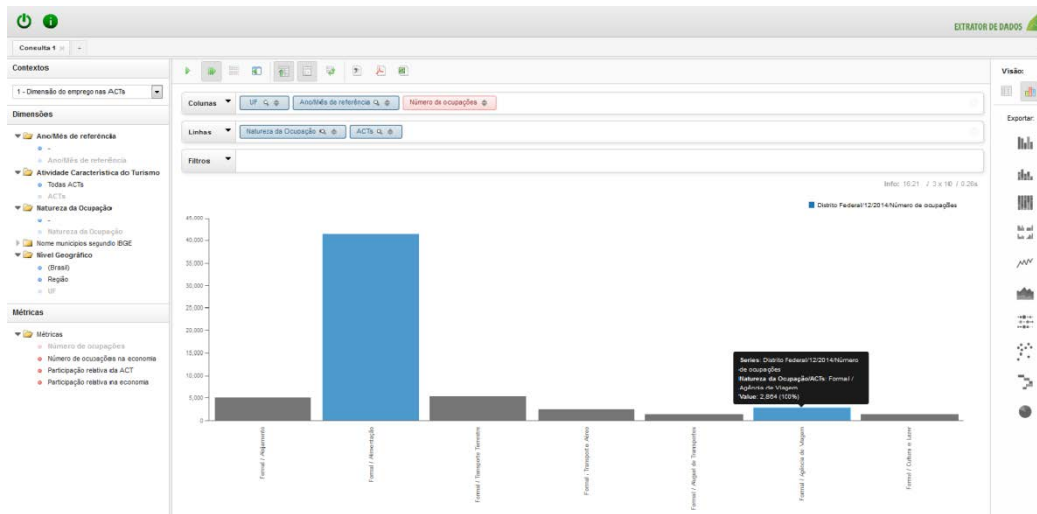 EXTRATOR DE DADOS
Consulta 1
Contextos
1 - Dimensão do emprego nas ACTs
Dimensões
Ano/Mês de referência
-
Ano/Mês de referência
Atividade Característica do Turismo
Todas ACTs
ACTs
Natureza da Ocupação
-
Natureza da Ocupação
Nome municípios segundo IBGE
Nível Geográfico
(Brasil)
Região
UF
Métricas
Métricas
Número de ocupações
Número de ocupações na economia
Participação relativa da ACT
Participação relativa na economia
Colunas
UF
Ano/Mês de referência
Número de ocupações
Linhas
Natureza da Ocupação
ACTs
Filtros
Info: 16:21 / 3 x 10 / 0.26s
Distrito Federal/12/2014/Número de ocupações
45,000
40,000
35,000
30,000
25,000
20,000
15,000
10,000
5,000
0
Series: Distrito Federal/12/2014/Número
de ocupações
Natureza da Ocupação/ACTs: Formal /
Agência de Viagem
Value: 2,864 (100%)
Formal / Alojamento
Formal / Alimentação
Formal / Transporte Terrestre
Formal / Transporte Aéreo
Formal / Aluguel de Transportes
Formal / Agência de Viagem
Formal / Cultura e Lazer
Visão:
Exportar: